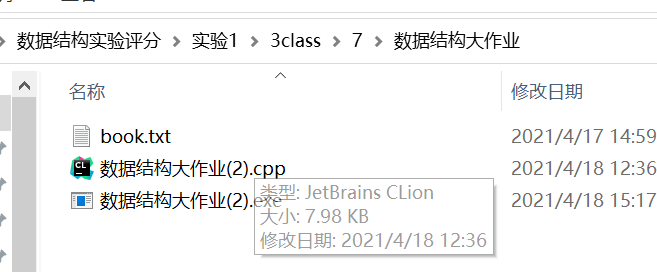 数据结构实验评分 > 实验1 > 3class > 7 > 数据结构大作业
名称 修改日期
book.txt 2021/4/17 14:59
数据结构大作业(2).cpp 2021/4/18 12:36
数据结构大作业(2).exe 2021/4/18 15:17
类型: JetBrains CLion
大小: 7.98 KB
修改日期: 2021/4/18 12:36